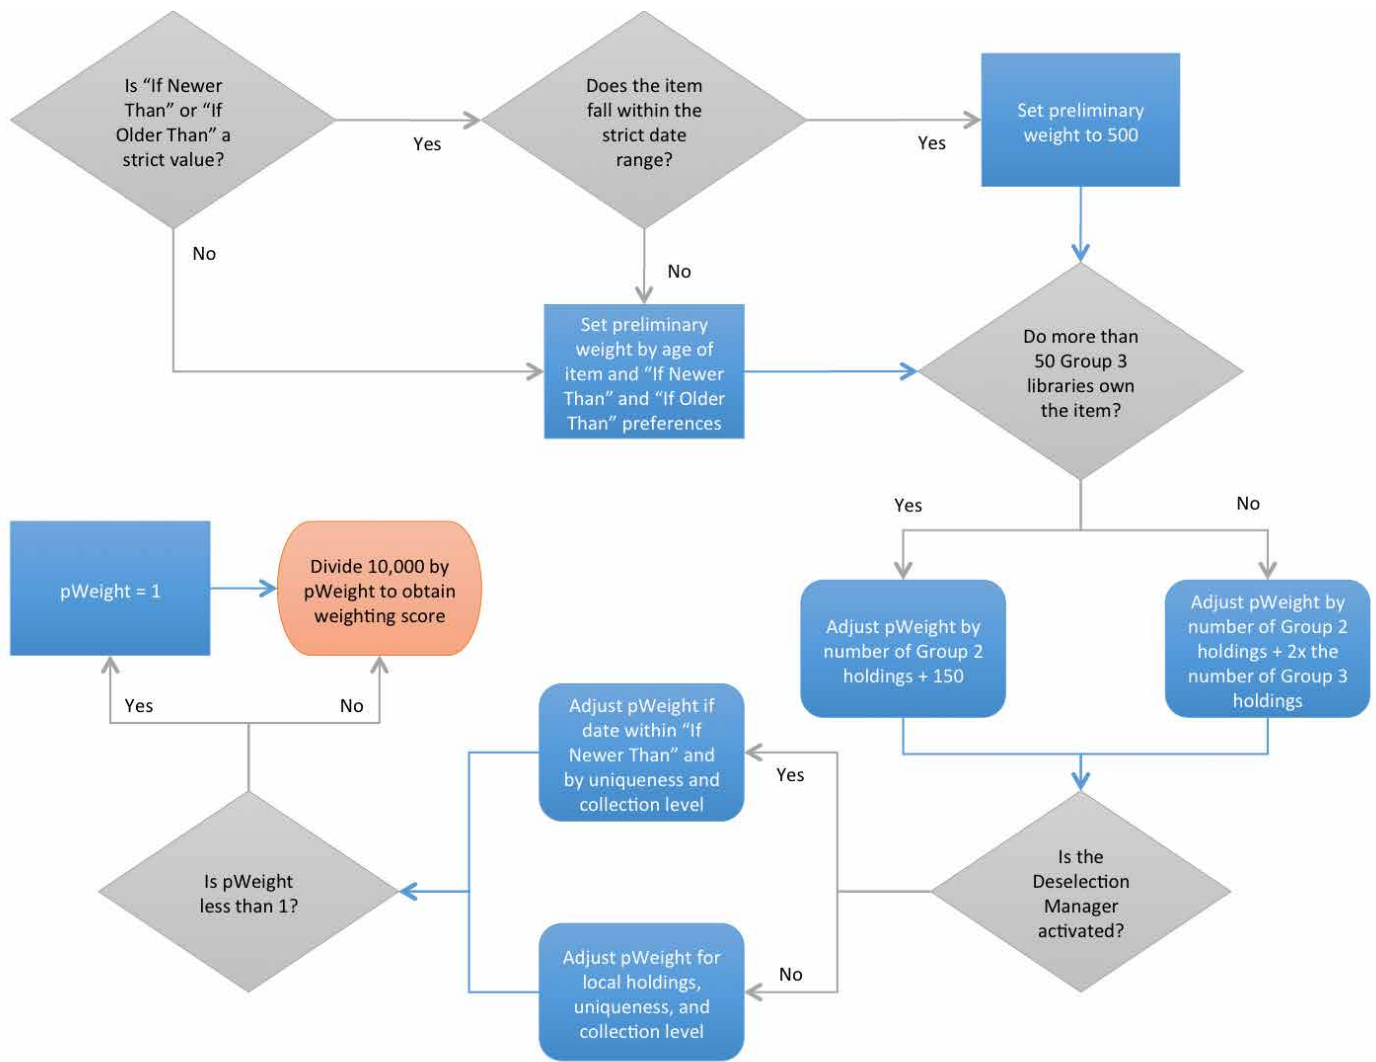 Is “If Newer
Than” or “If
Older Than” a
strict value?
Yes
Does the item
fall within the
strict date
range?
Yes
Set preliminary
weight to 500
No
No
Set preliminary
weight by age of
item and “If Newer
Than” and “If Older
Than” preferences
Do more than
50 Group 3
libraries own
the item?
Yes
No
Adjust pWeight by
number of Group 2
holdings + 150
Adjust pWeight by
number of Group 2
holdings + 2x the
number of Group 3
holdings
Is the
Deselection
Manager
activated?
Yes
Adjust pWeight if
date within “If
Newer Than” and
by uniqueness and
collection level
No
Adjust pWeight for
local holdings,
uniqueness, and
collection level
Is pWeight
less than 1?
Yes
No
pWeight = 1
Divide 10,000 by
pWeight to obtain
weighting score